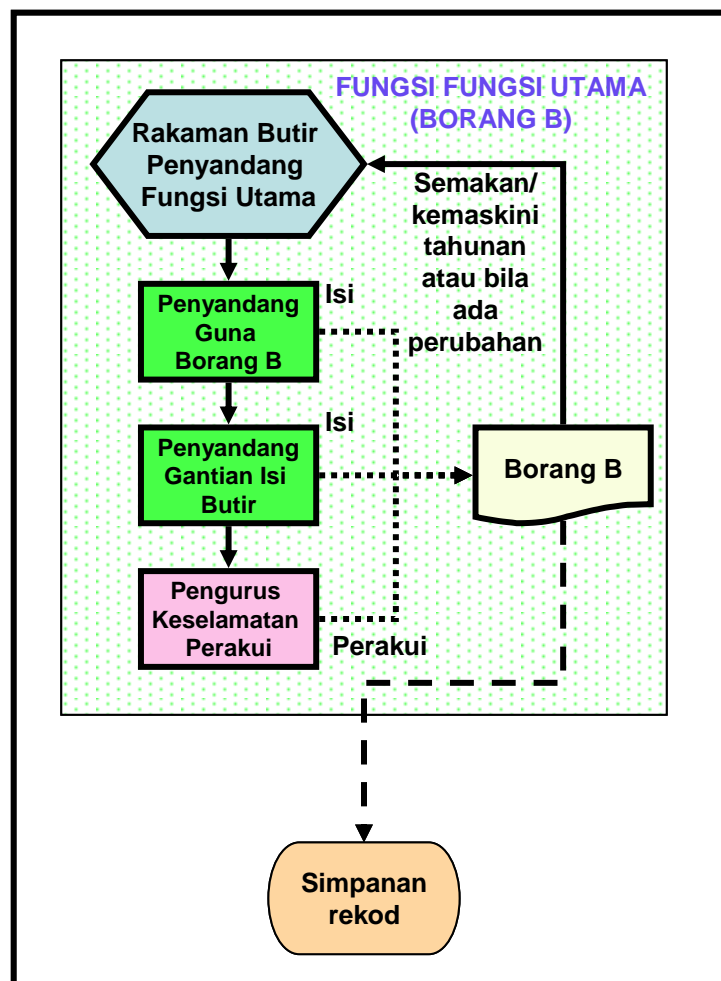 FUNGSI FUNGSI UTAMA
(BORANG B)
Rakaman Butir
Penyandang
Fungsi Utama
Semakan/
kemaskini
tahunan
atau bila
ada
perubahan
Isi
Penyandang
Guna
Borang B
Isi
Penyandang
Gantian Isi
Butir
Borang B
Pengurus
Keselamatan
Perakui
Perakui
Simpanan
rekod